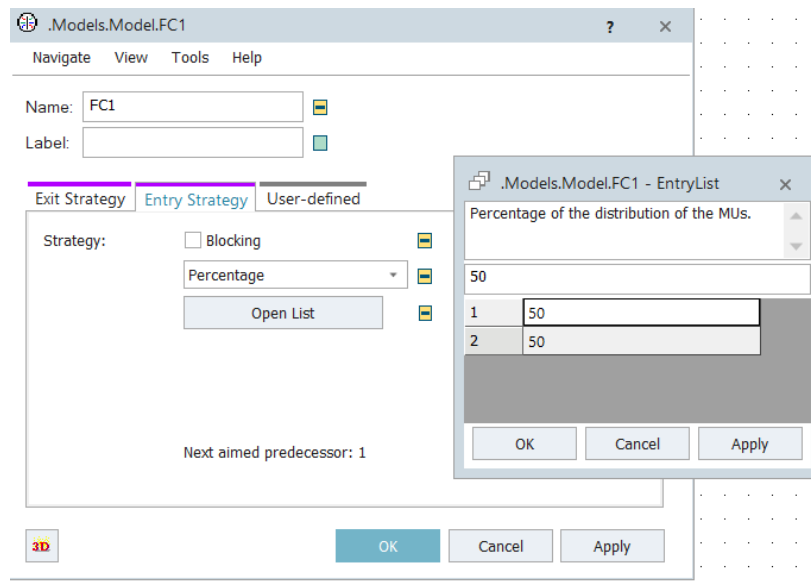 .Models.Model.FC1 ? ×
Navigate View Tools Help
Name: FC1
Label:
Exit Strategy Entry Strategy User-defined
Strategy: Blocking
Percentage
Open List
Next aimed predecessor: 1
3D OK Cancel Apply
.Models.Model.FC1 - EntryList ×
Percentage of the distribution of the MUs.
50
1 50
2 50
OK Cancel Apply